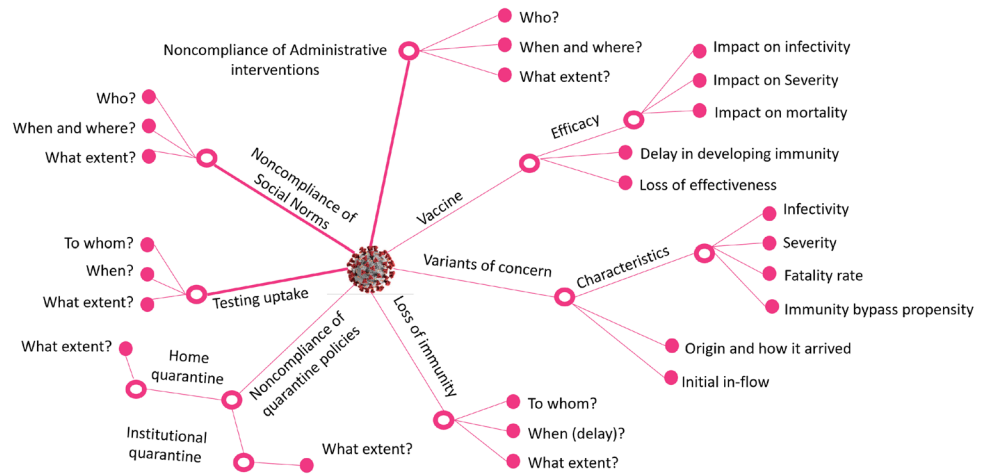 Noncompliance of Administrative
interventions
Who?
When and where?
What extent?
Noncompliance of
Social Norms
Who?
When and where?
What extent?
Vaccine
Efficacy
Impact on infectivity
Impact on Severity
Impact on mortality
Delay in developing immunity
Loss of effectiveness
Variants of concern
Characteristics
Infectivity
Severity
Fatality rate
Immunity bypass propensity
Origin and how it arrived
Initial in-flow
Testing uptake
To whom?
When?
What extent?
Noncompliance of
quarantine policies
Home
quarantine
What extent?
Institutional
quarantine
What extent?
Loss of immunity
To whom?
When (delay)?
What extent?